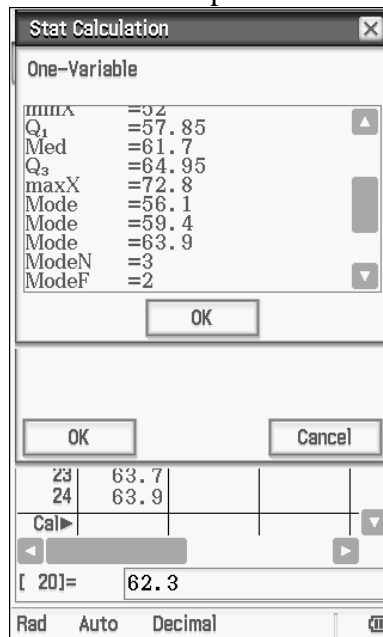 Stat Calculation
One-Variable
minX =52
Q₁ =57.85
Med =61.7
Q₃ =64.95
maxX =72.8
Mode =56.1
Mode =59.4
Mode =63.9
ModeN =3
ModeF =2
OK
OK Cancel
23 63.7
24 63.9
Cal▶
[ 20]= 62.3
Rad Auto Decimal